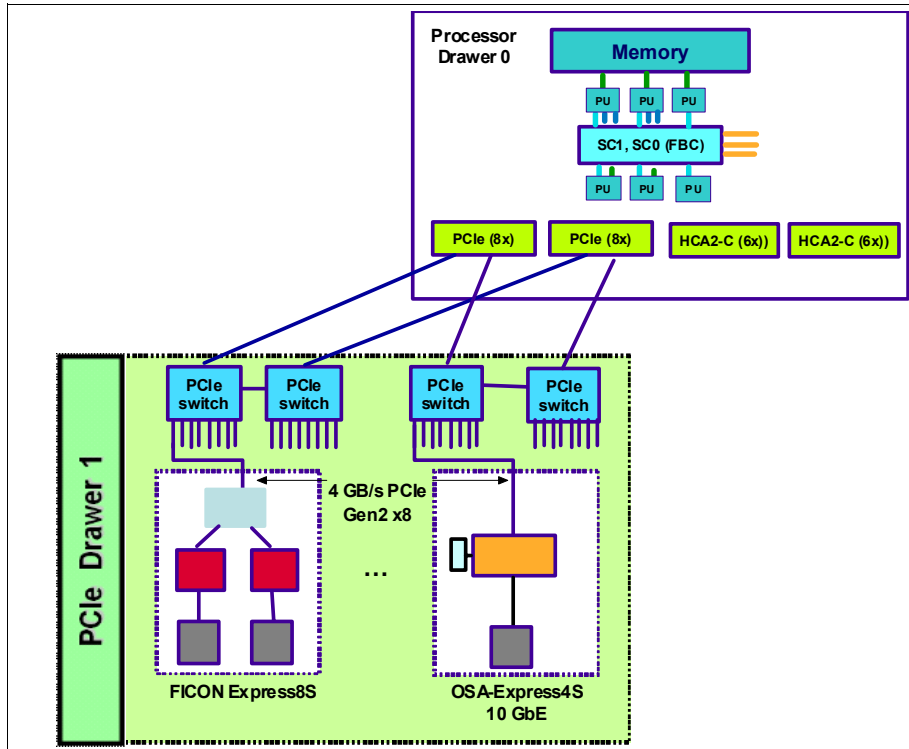 Processor
Drawer 0
Memory
PU
PU
PU
SC1, SC0 (FBC)
PU
PU
PU
PCIe (8x)
PCIe (8x)
HCA2-C (6x))
HCA2-C (6x))
PCIe Drawer 1
PCIe
switch
PCIe
switch
PCIe
switch
PCIe
switch
4 GB/s PCIe
Gen2 x8
...
FICON Express8S
OSA-Express4S
10 GbE